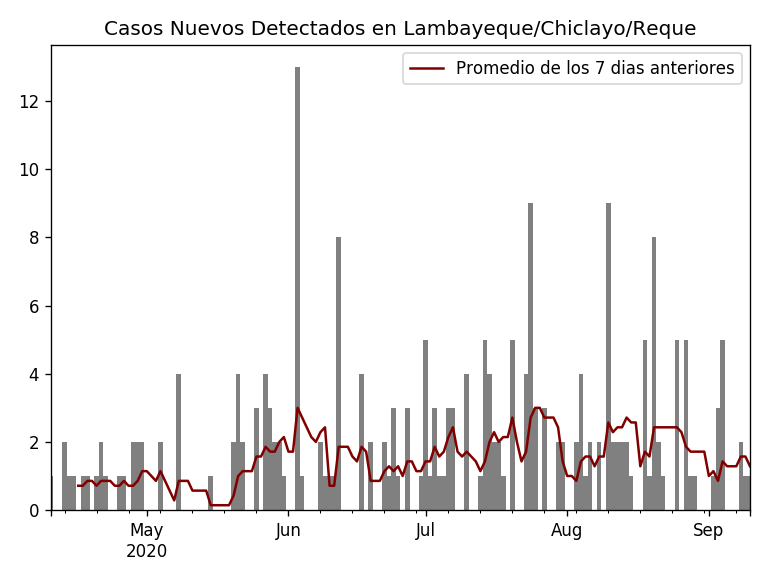 Casos Nuevos Detectados en Lambayeque/Chiclayo/Reque
Promedio de los 7 dias anteriores
12
10
8
6
4
2
0
May Jun Jul Aug Sep
2020